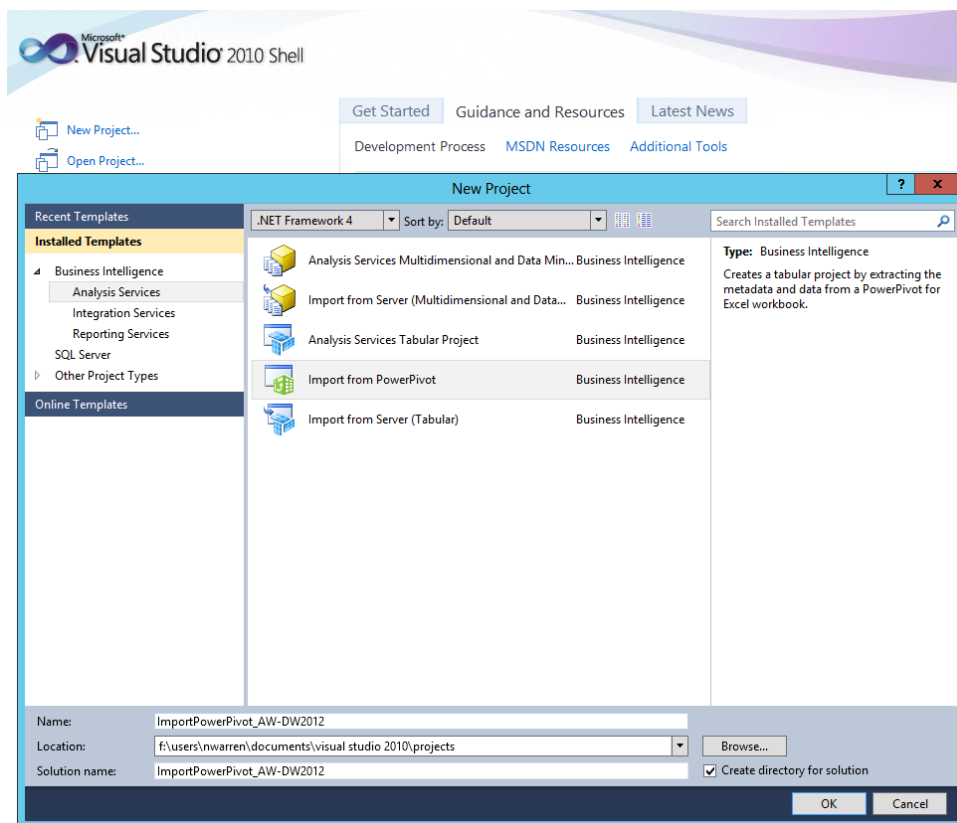 Microsoft®
Visual Studio® 2010 Shell
New Project...
Open Project...
Get Started Guidance and Resources Latest News
Development Process MSDN Resources Additional Tools
New Project
? x
Recent Templates
Installed Templates
Business Intelligence
Analysis Services
Integration Services
Reporting Services
SQL Server
Other Project Types
Online Templates
.NET Framework 4 Sort by: Default
Analysis Services Multidimensional and Data Min... Business Intelligence
Import from Server (Multidimensional and Data... Business Intelligence
Analysis Services Tabular Project Business Intelligence
Import from PowerPivot Business Intelligence
Import from Server (Tabular) Business Intelligence
Search Installed Templates
Type: Business Intelligence
Creates a tabular project by extracting the
metadata and data from a PowerPivot for
Excel workbook.
Name: ImportPowerPivot_AW-DW2012
Location: f:\users\nwarren\documents\visual studio 2010\projects Browse...
Solution name: ImportPowerPivot_AW-DW2012 Create directory for solution
OK Cancel